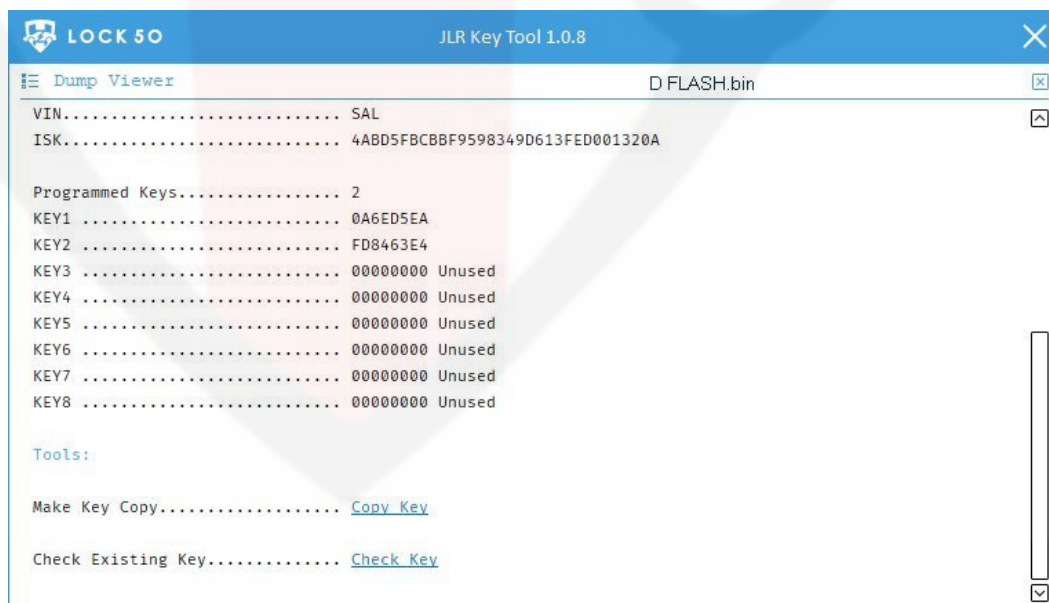 LOCK 50
JLR Key Tool 1.0.8
Dump Viewer
D FLASH.bin
VIN............................. SAL
ISK............................. 4ABD5FBCBBF9598349D613FED001320A
Programmed Keys................. 2
KEY1 ........................... 0A6ED5EA
KEY2 ........................... FD8463E4
KEY3 ........................... 00000000 Unused
KEY4 ........................... 00000000 Unused
KEY5 ........................... 00000000 Unused
KEY6 ........................... 00000000 Unused
KEY7 ........................... 00000000 Unused
KEY8 ........................... 00000000 Unused
Tools:
Make Key Copy................... Copy Key
Check Existing Key.............. Check Key